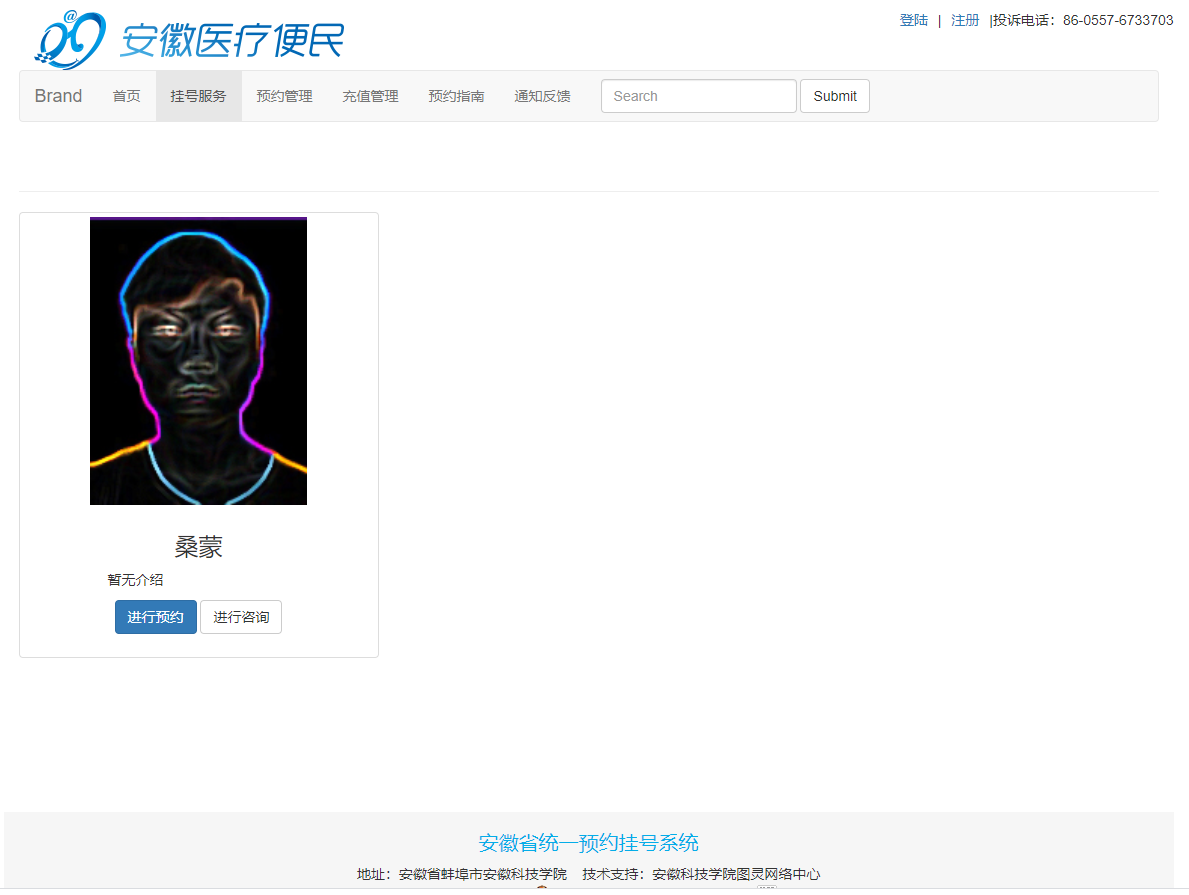 安徽医疗便民
登陆 | 注册 |投诉电话：86-0557-6733703
Brand 首页 挂号服务 预约管理 充值管理 预约指南 通知反馈 Search Submit
桑蒙
暂无介绍
进行预约 进行咨询
安徽省统一预约挂号系统
地址：安徽省蚌埠市安徽科技学院 技术支持：安徽科技学院图灵网络中心